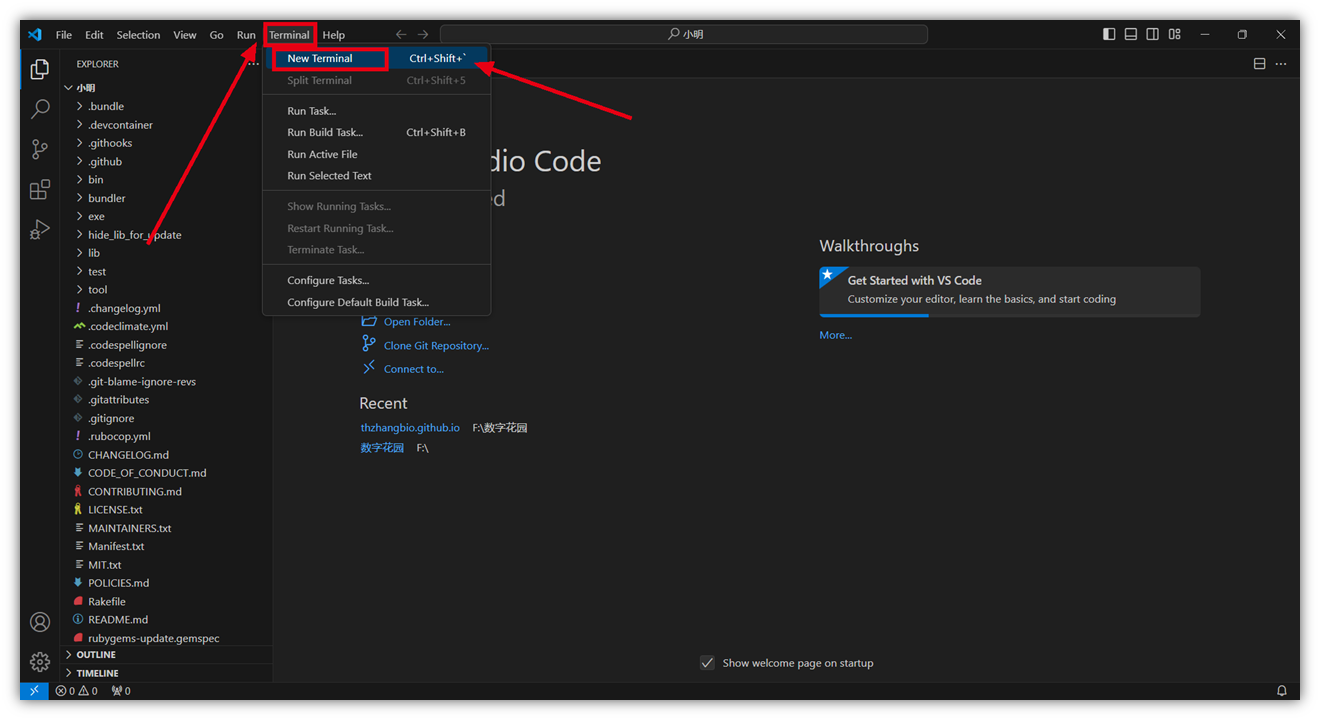 File Edit Selection View Go Run Terminal Help
小明
EXPLORER
小明
.bundle
.devcontainer
.githooks
.github
bin
bundler
exe
hide_lib_for_update
lib
test
tool
.changelog.yml
.codeclimate.yml
.codespellignore
.codespellrc
.git-blame-ignore-revs
.gitattributes
.gitignore
.rubocop.yml
CHANGELOG.md
CODE_OF_CONDUCT.md
CONTRIBUTING.md
LICENSE.txt
MAINTAINERS.txt
Manifest.txt
MIT.txt
POLICIES.md
Rakefile
README.md
rubygems-update.gemspec
OUTLINE
TIMELINE
New Terminal Ctrl+Shift+`
Split Terminal Ctrl+Shift+5
Run Task...
Run Build Task... Ctrl+Shift+B
Run Active File
Run Selected Text
Show Running Tasks...
Restart Running Task...
Terminate Task...
Configure Tasks...
Configure Default Build Task...
dio Code
ed
Open Folder...
Clone Git Repository...
Connect to...
Recent
thzhangbio.github.io F:\数字花园
数字花园 F:\
Walkthroughs
Get Started with VS Code
Customize your editor, learn the basics, and start coding
More...
Show welcome page on startup
0 0 0